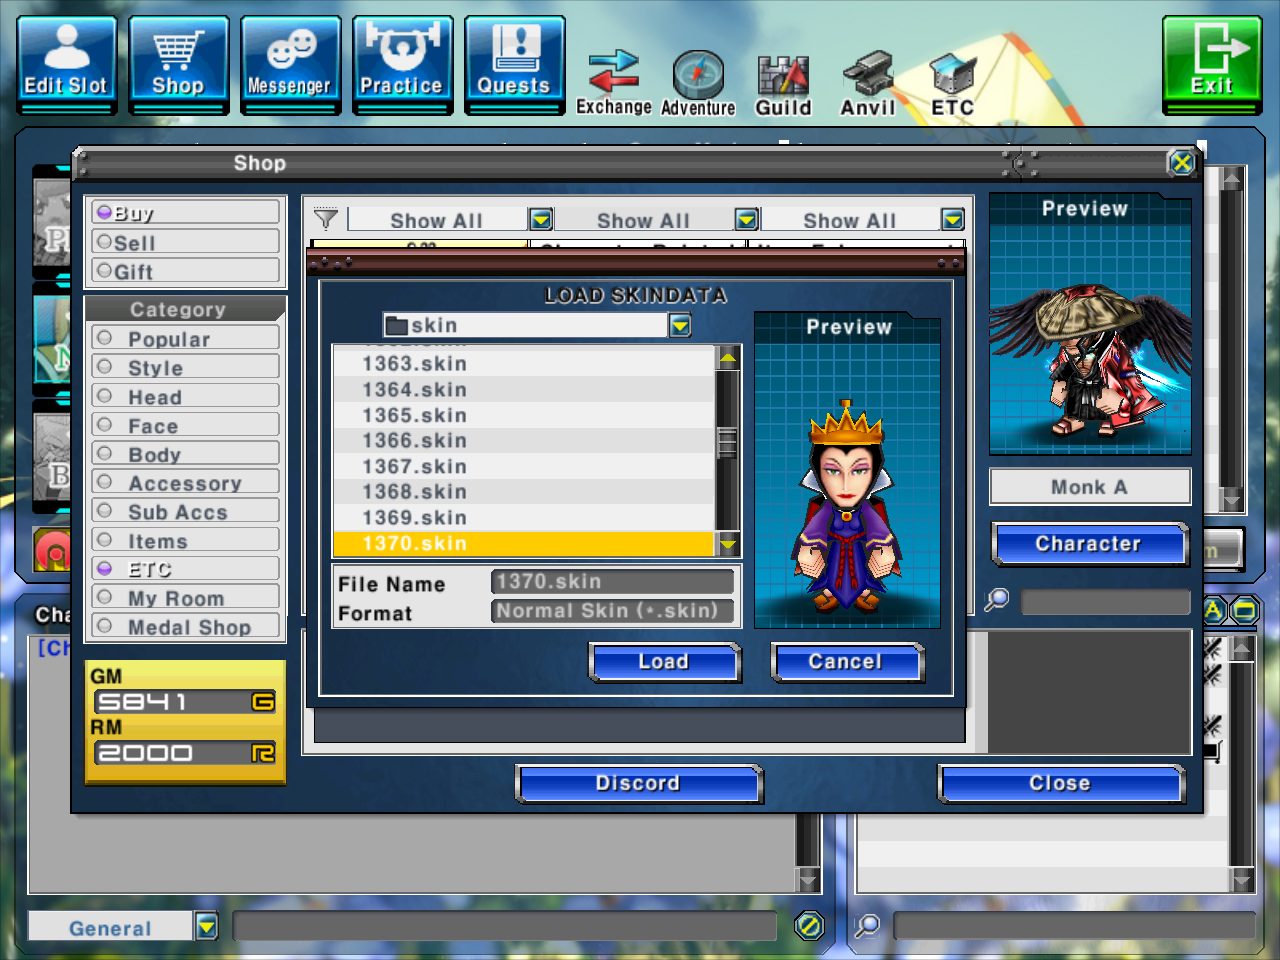 Edit Slot
Shop
Messenger
Practice
Quests
Exchange
Adventure
Guild
Anvil
ETC
Exit
Shop
Buy
Sell
Gift
Category
Popular
Style
Head
Face
Body
Accessory
Sub Accs
Items
ETC
My Room
Medal Shop
GM
5841 G
RM
2000 R
Show All
Show All
Show All
LOAD SKINDATA
skin
1363.skin
1364.skin
1365.skin
1366.skin
1367.skin
1368.skin
1369.skin
1370.skin
File Name
1370.skin
Format
Normal Skin (*.skin)
Preview
Load
Cancel
Preview
Monk A
Character
Discord
Close
Cha
[Ch
General